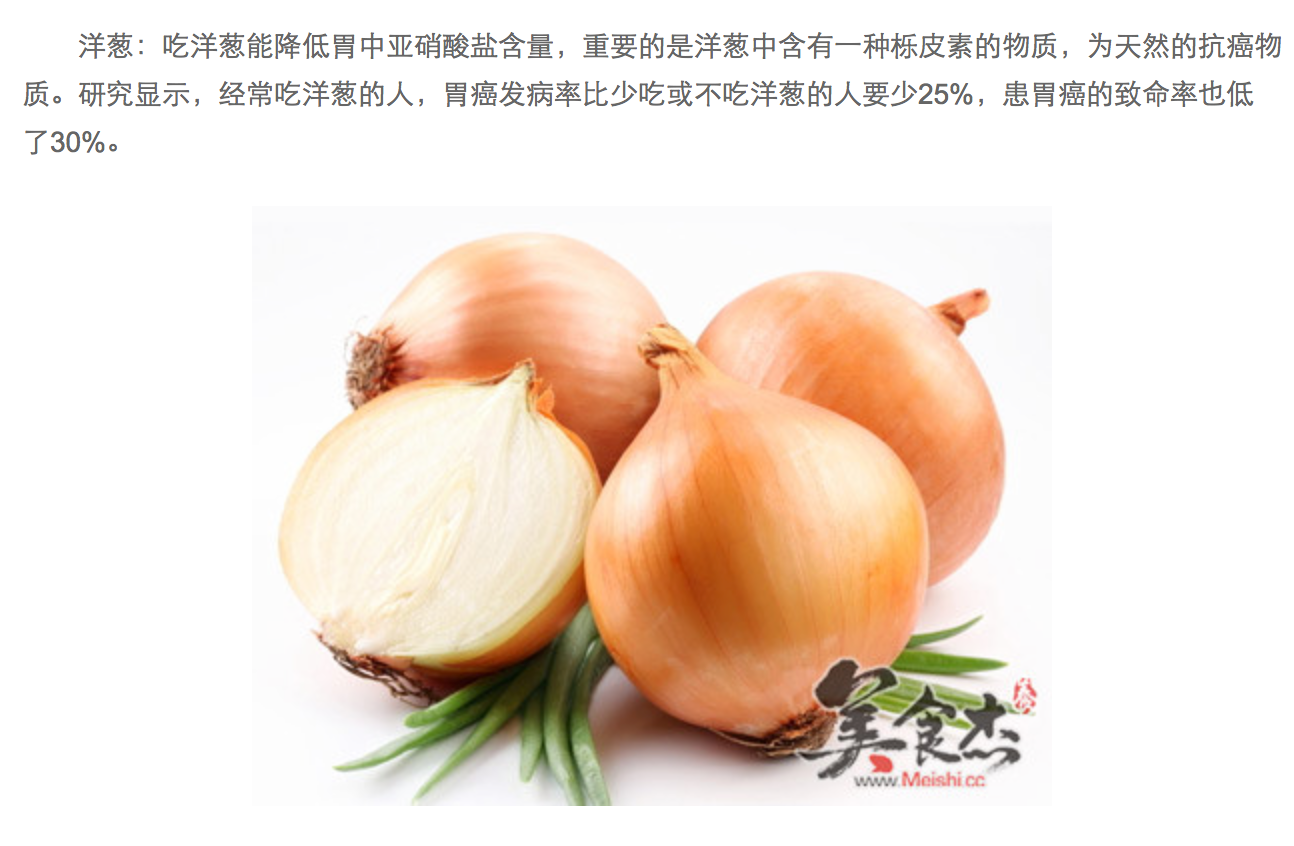 洋葱：吃洋葱能降低胃中亚硝酸盐含量，重要的是洋葱中含有一种栎皮素的物质，为天然的抗癌物
质。研究显示，经常吃洋葱的人，胃癌发病率比少吃或不吃洋葱的人要少25%，患胃癌的致命率也低
了30%。
美食杰
www.Meishi.cc